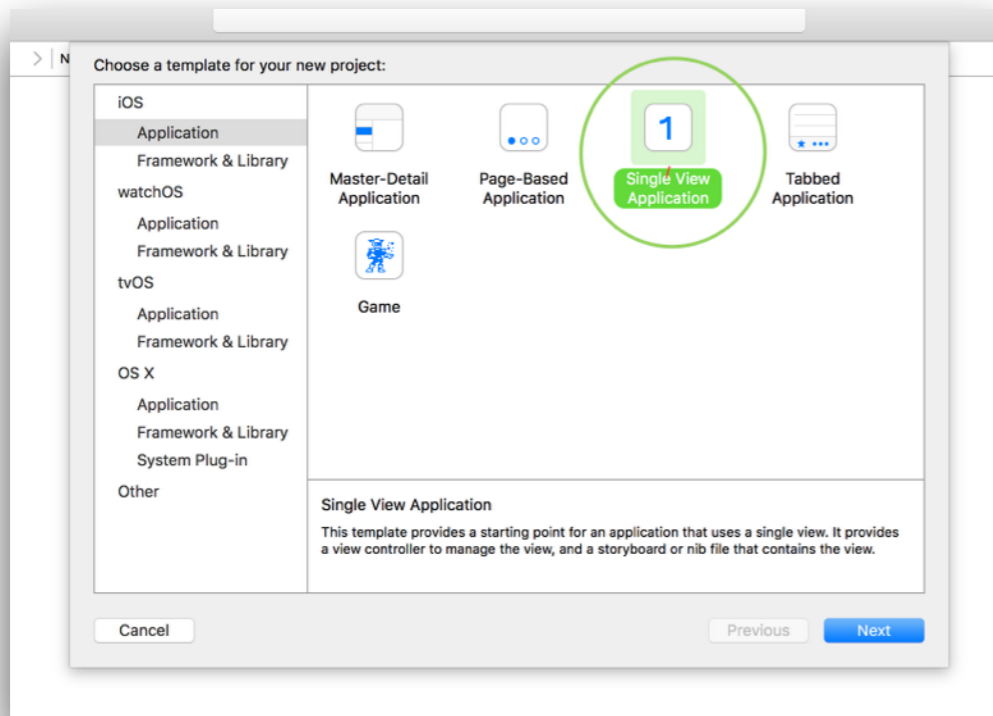 N
Choose a template for your new project:
iOS
Application
Framework & Library
watchOS
Application
Framework & Library
tvOS
Application
Framework & Library
OS X
Application
Framework & Library
System Plug-in
Other
Master-Detail
Application
Page-Based
Application
1
Single View
Application
Tabbed
Application
Game
Single View Application
This template provides a starting point for an application that uses a single view. It provides
a view controller to manage the view, and a storyboard or nib file that contains the view.
Cancel
Previous
Next